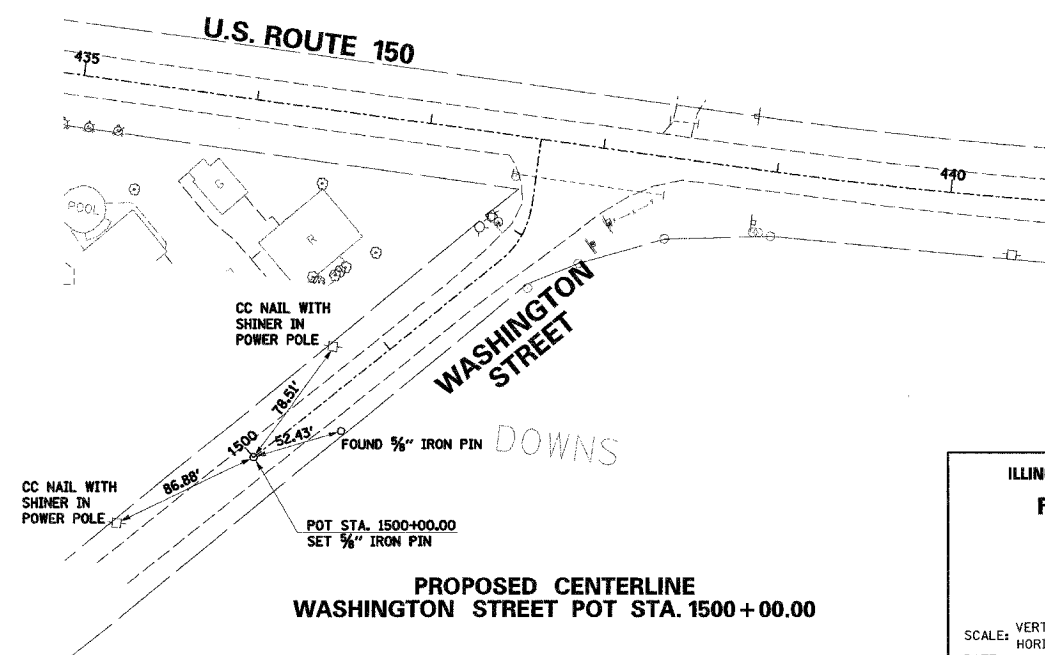 U.S. ROUTE 150
435
440
POOL
G
R
CC NAIL WITH
SHINER IN
POWER POLE
WASHINGTON
STREET
78.51'
1500
52.43'
FOUND ⅝" IRON PIN
DOWNS
86.88'
CC NAIL WITH
SHINER IN
POWER POLE
POT STA. 1500+00.00
SET ⅝" IRON PIN
PROPOSED CENTERLINE
WASHINGTON STREET POT STA. 1500+00.00
SCALE: VERT
HORI